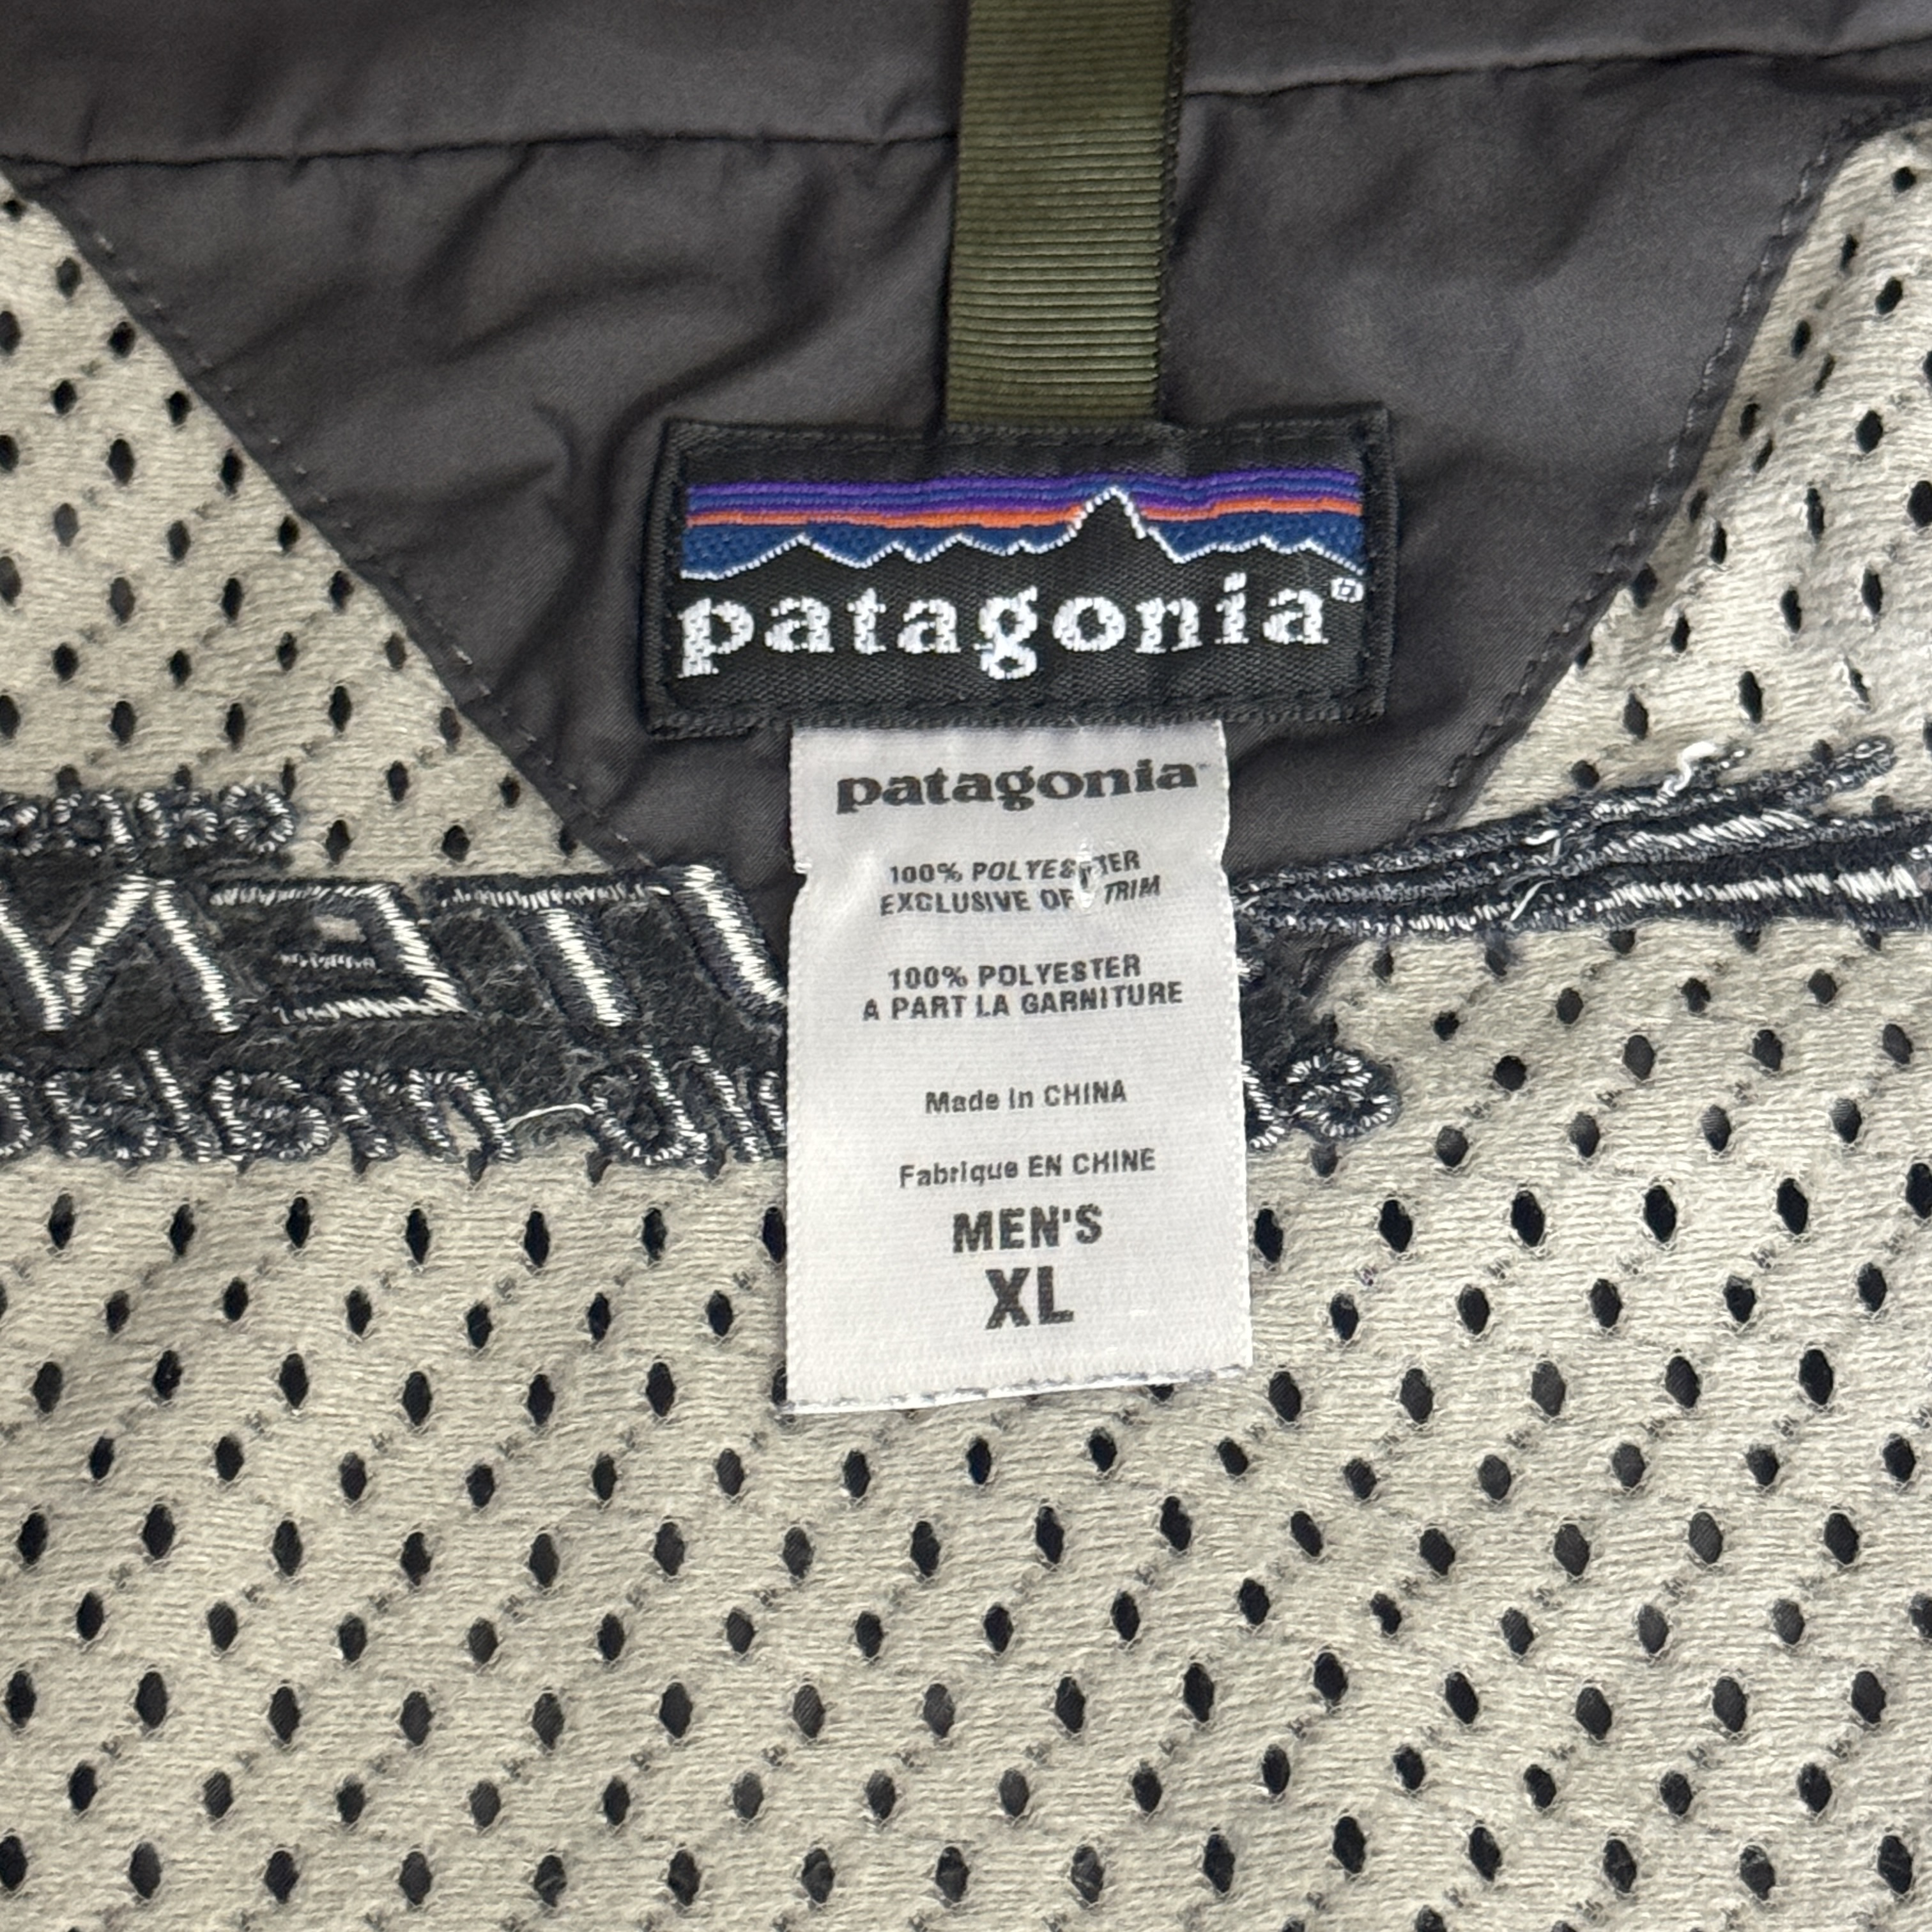 patagonia®
patagonia
100% POLYESTER
EXCLUSIVE OF TRIM
100% POLYESTER
A PART LA GARNITURE
Made in CHINA
Fabrique EN CHINE
MEN'S
XL